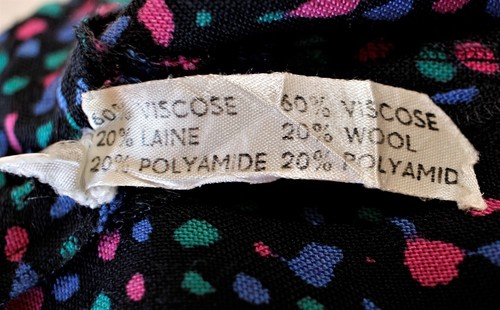 60% VISCOSE 60% VISCOSE
20% LAINE 20% WOOL
20% POLYAMIDE 20% POLYAMID